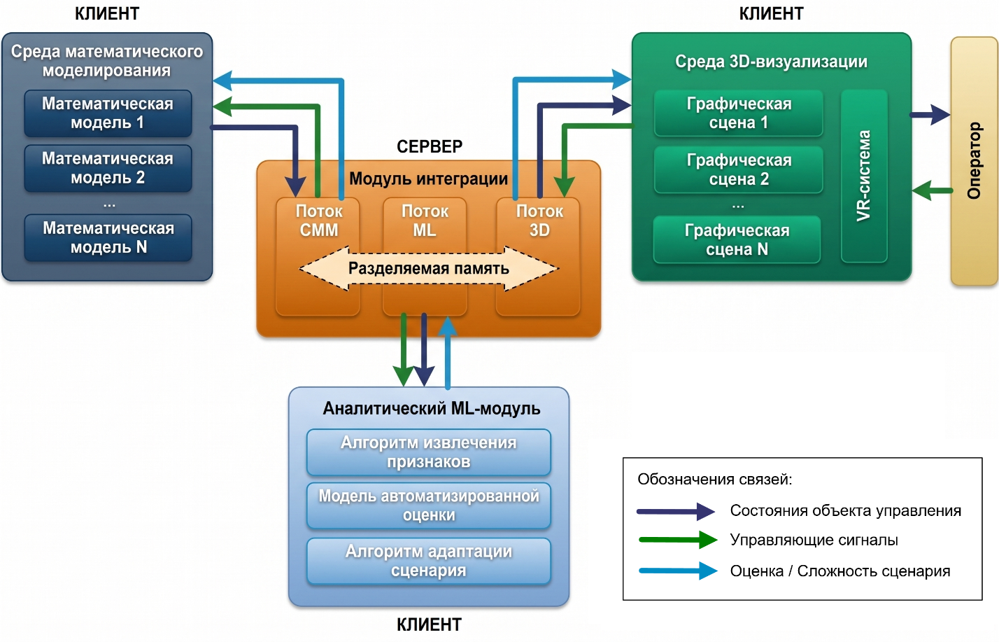 КЛИЕНТ
Среда математического
моделирования
Математическая
модель 1
Математическая
модель 2
...
Математическая
модель N
СЕРВЕР
Модуль интеграции
Поток
СММ
Поток
ML
Поток
3D
Разделяемая память
КЛИЕНТ
Среда 3D-визуализации
Графическая
сцена 1
Графическая
сцена 2
...
Графическая
сцена N
VR-система
Оператор
Аналитический ML-модуль
Алгоритм извлечения
признаков
Модель автоматизированной
оценки
Алгоритм адаптации
сценария
КЛИЕНТ
Обозначения связей:
Состояния объекта управления
Управляющие сигналы
Оценка / Сложность сценария